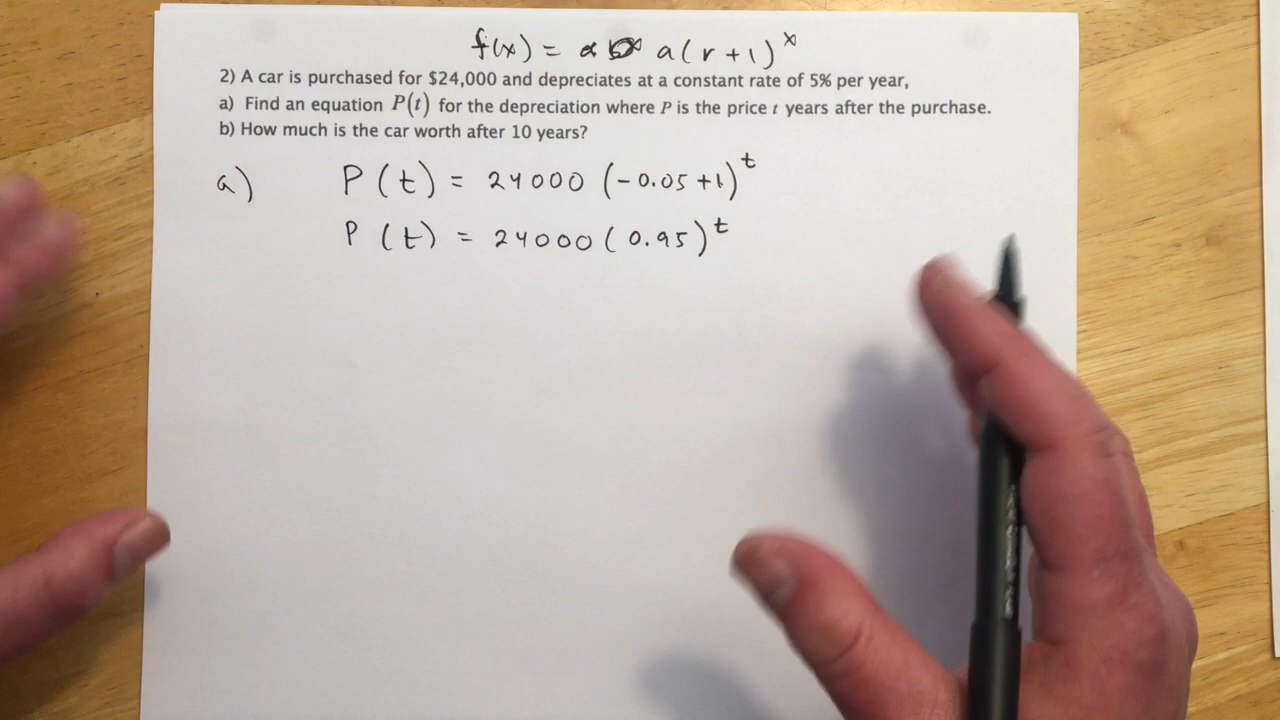 f(x) = a(r+1)^x
2) A car is purchased for $24,000 and depreciates at a constant rate of 5% per year,
a) Find an equation P(t) for the depreciation where P is the price t years after the purchase.
b) How much is the car worth after 10 years?
a) P(t) = 24000 (-0.05+1)^t
P(t) = 24000(0.95)^t